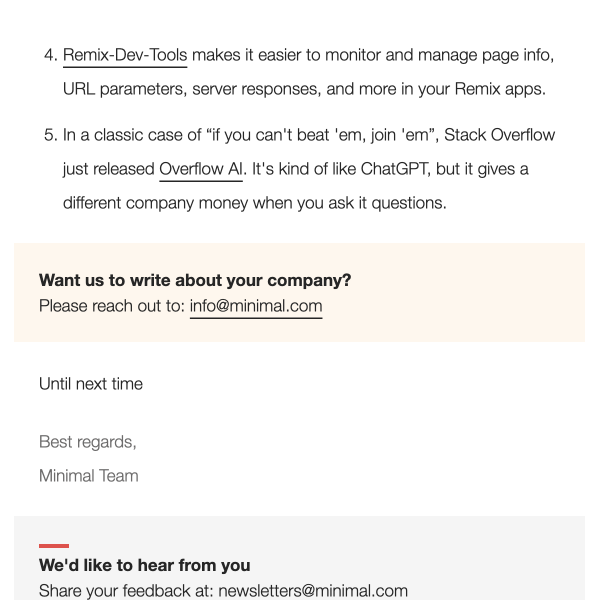 4. Remix-Dev-Tools makes it easier to monitor and manage page info,
URL parameters, server responses, and more in your Remix apps.
5. In a classic case of “if you can't beat 'em, join 'em”, Stack Overflow
just released Overflow AI. It's kind of like ChatGPT, but it gives a
different company money when you ask it questions.
Want us to write about your company?
Please reach out to: info@minimal.com
Until next time
Best regards,
Minimal Team
We'd like to hear from you
Share your feedback at: newsletters@minimal.com